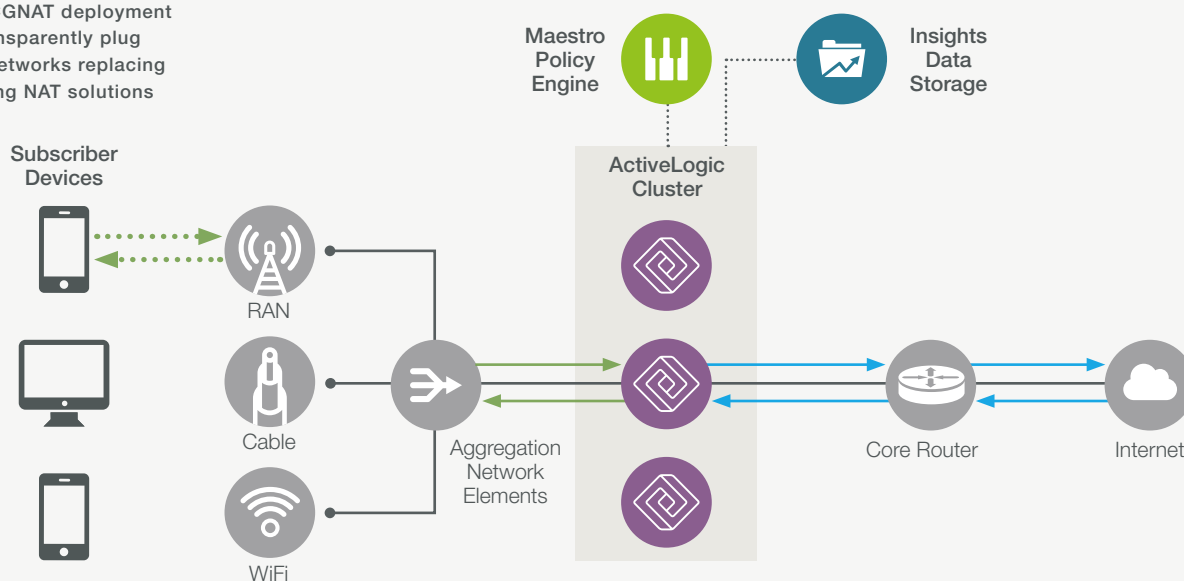 GNAT deployment
nsparently plug
etworks replacing
ng NAT solutions
Maestro
Policy
Engine
Insights
Data
Storage
Subscriber
Devices
ActiveLogic
Cluster
RAN
Cable
Aggregation
Network
Elements
Core Router
Internet
WiFi